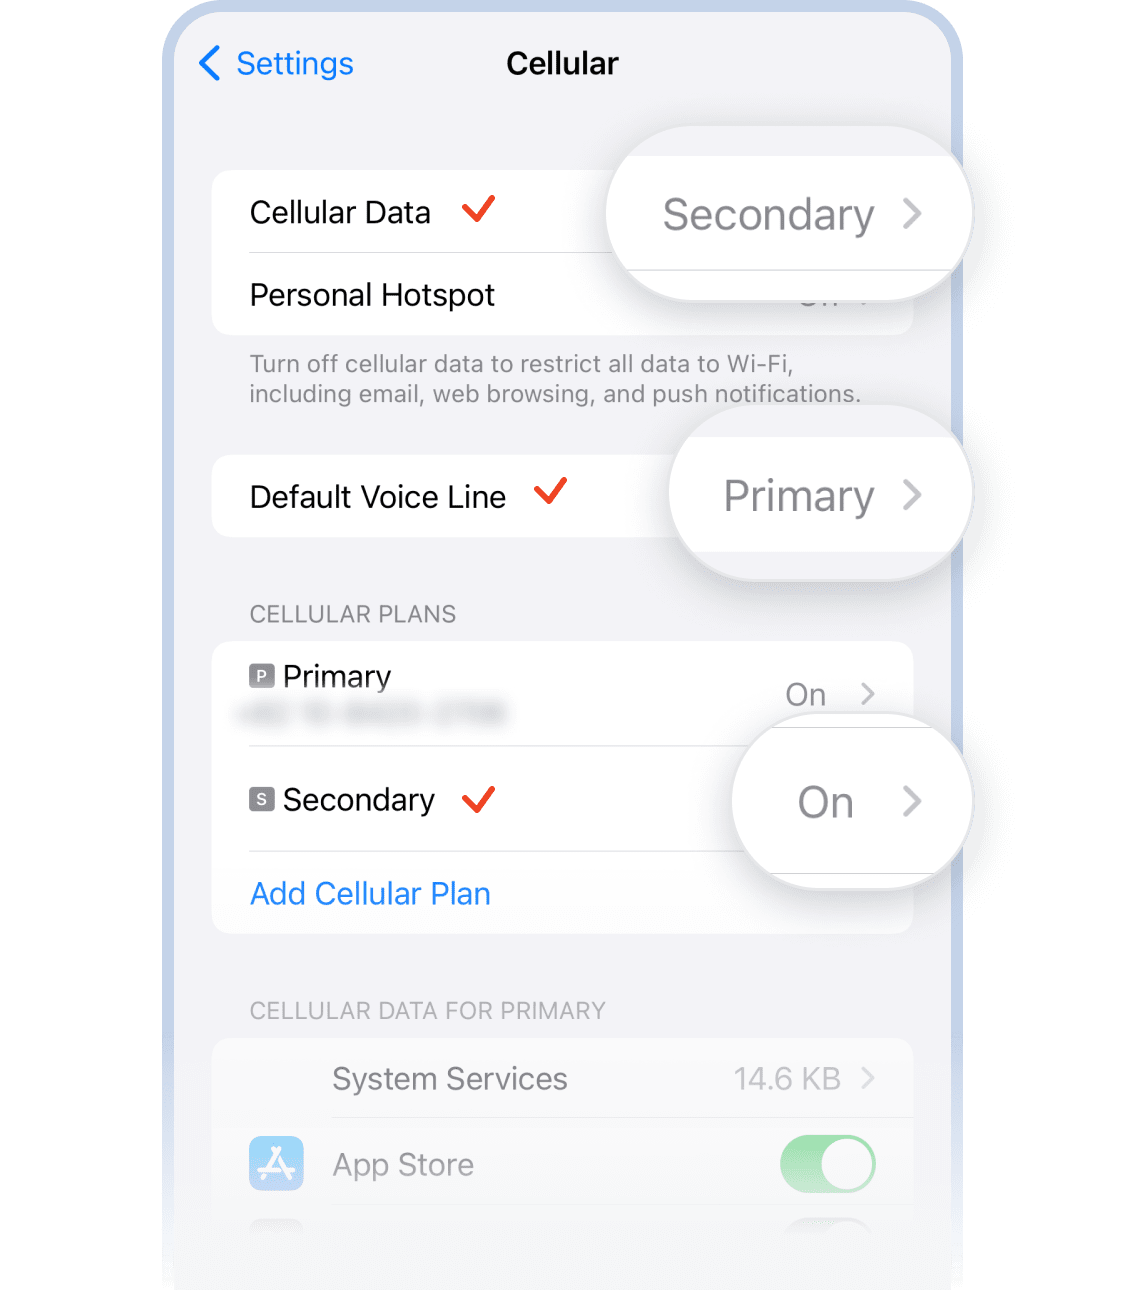 Settings
Cellular
Cellular Data
Secondary
Personal Hotspot
Turn off cellular data to restrict all data to Wi-Fi,
including email, web browsing, and push notifications.
Default Voice Line
Primary
CELLULAR PLANS
P Primary
On
S Secondary
On
Add Cellular Plan
CELLULAR DATA FOR PRIMARY
System Services
14.6 KB
App Store